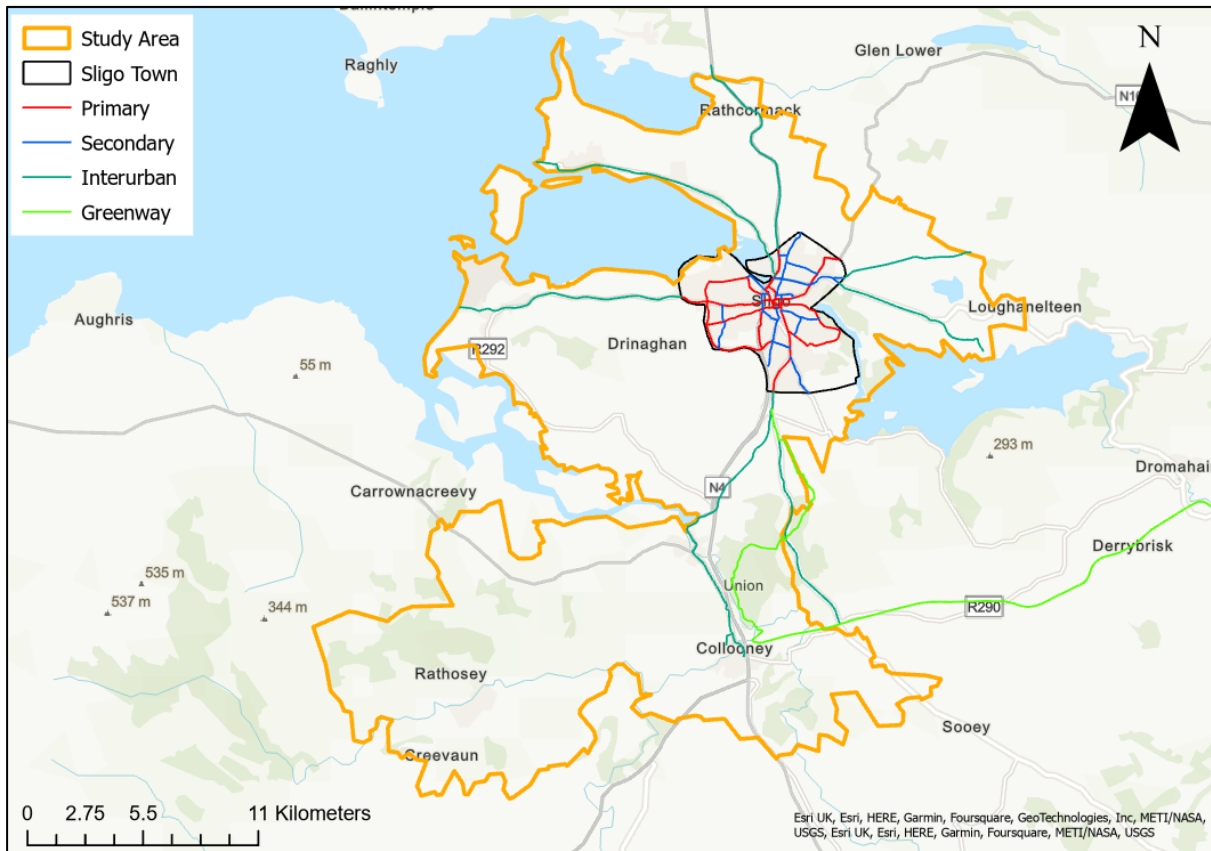 Study Area
Sligo Town
Primary
Secondary
Interurban
Greenway
Raghly
Glen Lower
N
Rathcormack
Aughris
Sligo
Loughanelteen
Drinaghan
R292
55 m
293 m
Dromahair
Carrownacreevy
N4
Derrybrisk
535 m
537 m
344 m
Union
R290
Collooney
Rathosey
Sooey
Creevaun
0 2.75 5.5 11 Kilometers
Esri UK, Esri, HERE, Garmin, Foursquare, GeoTechnologies, Inc, METI/NASA,
USGS, Esri UK, Esri, HERE, Garmin, Foursquare, METI/NASA, USGS